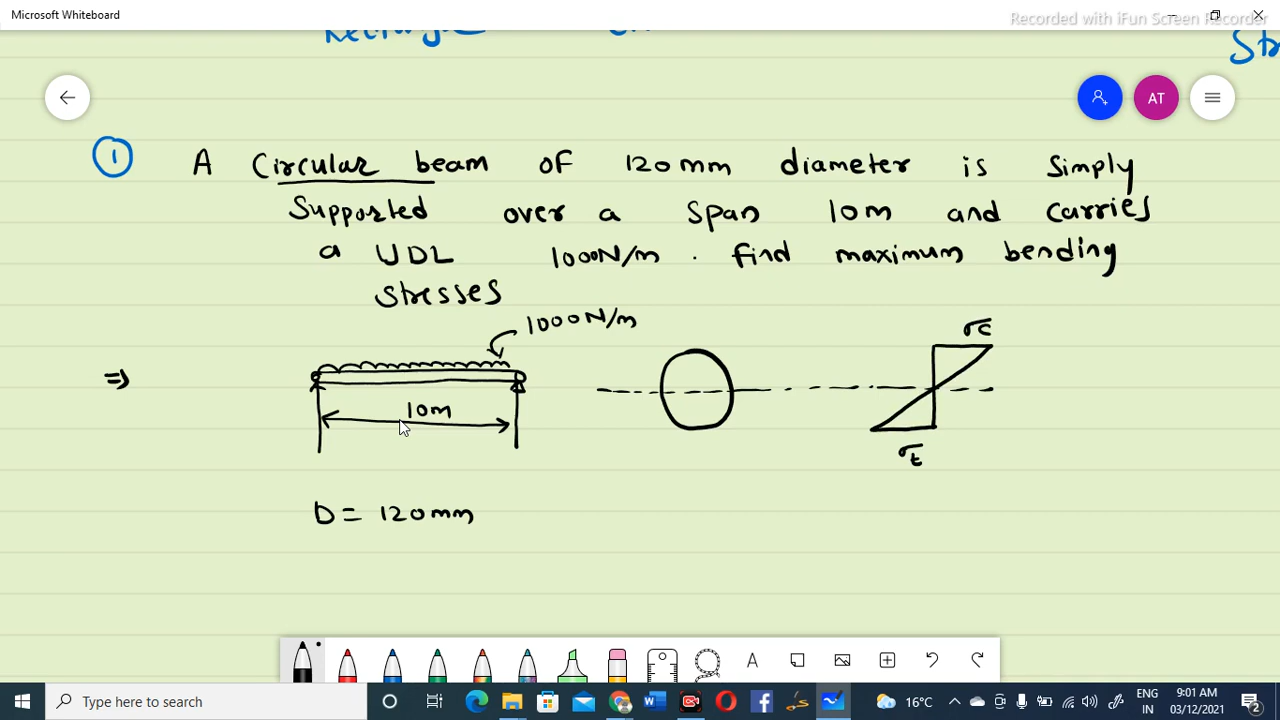 Microsoft Whiteboard
Recorded with iFun Screen Recorder
Rectangle
AT
1 A Circular beam of 120mm diameter is Simply
Supported over a Span 10m and carries
a UDL 1000N/m . find maximum bending
Stresses
1000N/m
σc
⇒
10m
σt
D = 120mm
A
Type here to search
16°C
ENG
IN
9:01 AM
03/12/2021
2